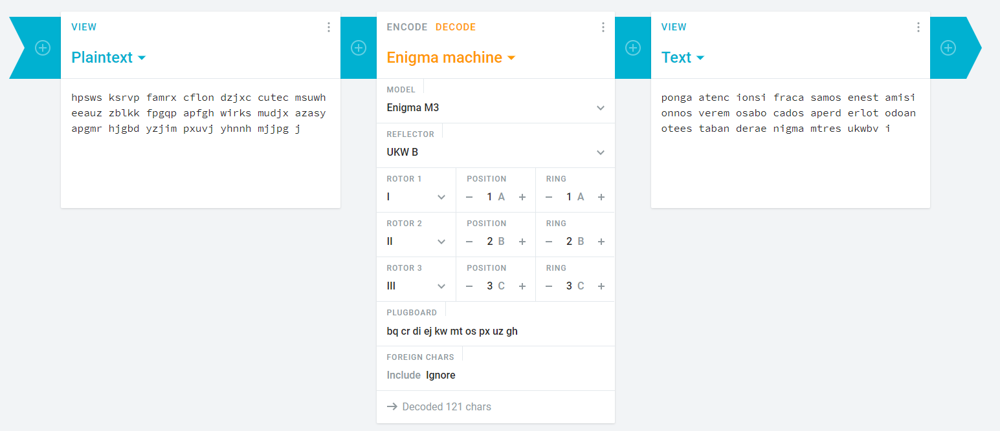 VIEW
Plaintext
hpsws ksrvp famrx cflon dzjxc cutec msuwh
eeauz zblkk fpgqp apfgh wirks mudjx azasy
apgmr hjgbd yzjim pxuvj yhnnh mjjpg j
ENCODE DECODE
Enigma machine
MODEL
Enigma M3
REFLECTOR
UKW B
ROTOR 1 POSITION RING
I − 1 A + − 1 A +
ROTOR 2 POSITION RING
II − 2 B + − 2 B +
ROTOR 3 POSITION RING
III − 3 C + − 3 C +
PLUGBOARD
bq cr di ej kw mt os px uz gh
FOREIGN CHARS
Include Ignore
→ Decoded 121 chars
VIEW
Text
ponga atenc ionsi fraca samos enest amisi
onnos verem osabo cados aperd erlot odoan
otees taban derae nigma mtres ukwbv i